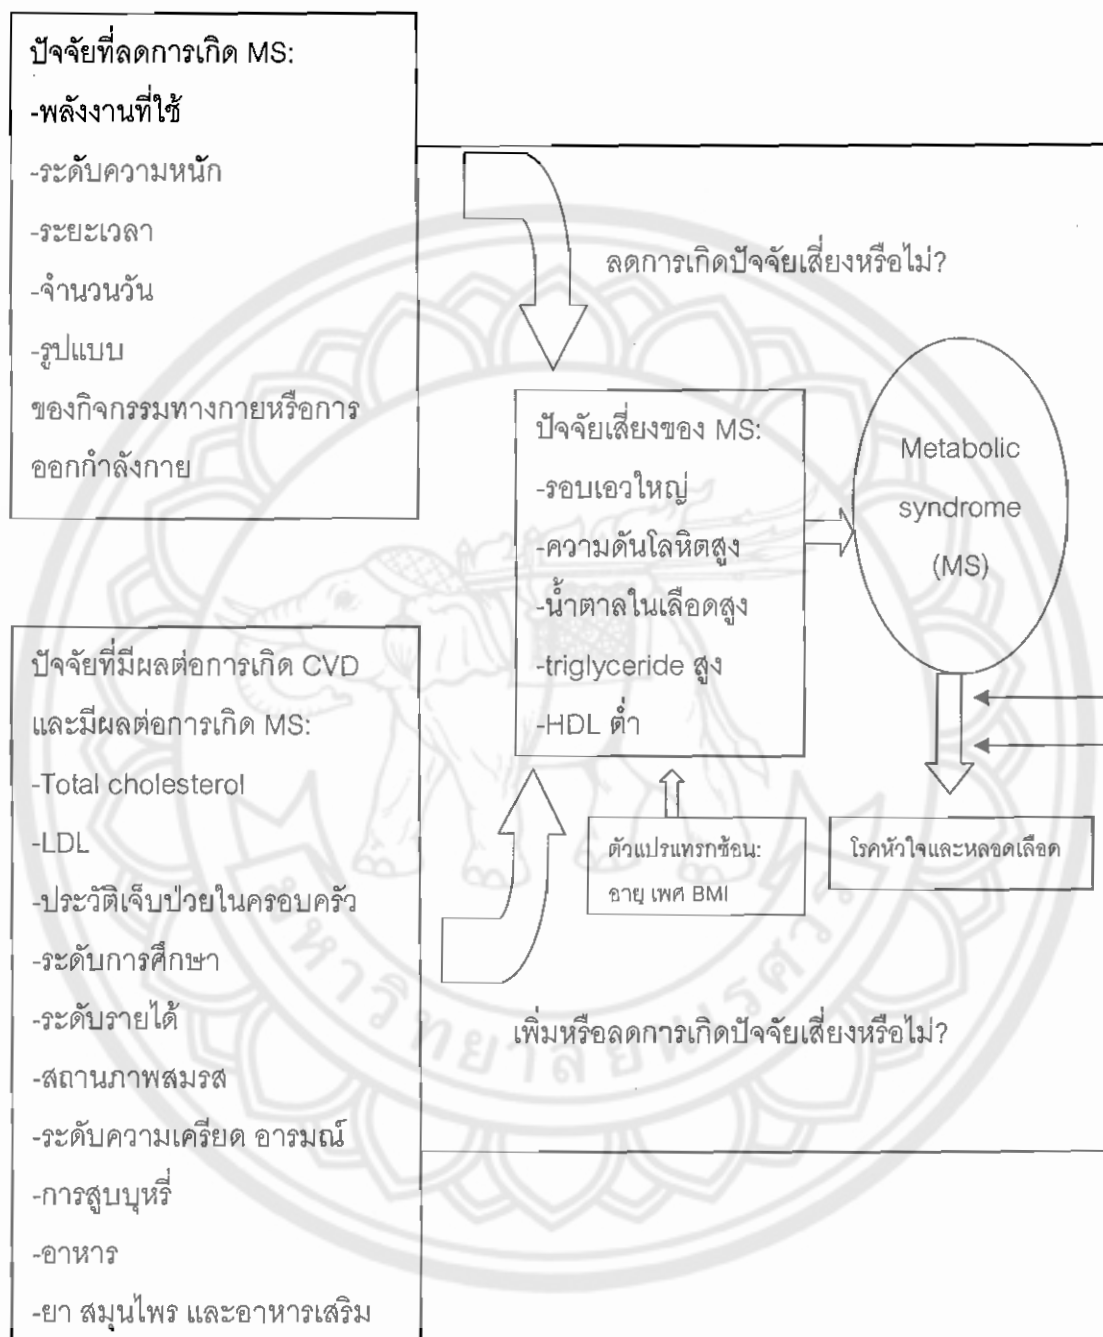 ปัจจัยที่ลดการเกิด MS:
-พลังงานที่ใช้
-ระดับความหนัก
-ระยะเวลา
-จำนวนวัน
-รูปแบบ
ของกิจกรรมทางกายหรือการ
ออกกำลังกาย
ลดการเกิดปัจจัยเสี่ยงหรือไม่?
ปัจจัยเสี่ยงของ MS:
-รอบเอวใหญ่
-ความดันโลหิตสูง
-น้ำตาลในเลือดสูง
-triglyceride สูง
-HDL ต่ำ
Metabolic
syndrome
(MS)
ปัจจัยที่มีผลต่อการเกิด CVD
และมีผลต่อการเกิด MS:
-Total cholesterol
-LDL
-ประวัติเจ็บป่วยในครอบครัว
-ระดับการศึกษา
-ระดับรายได้
-สถานภาพสมรส
-ระดับความเครียด อารมณ์
-การสูบบุหรี่
-อาหาร
-ยา สมุนไพร และอาหารเสริม
ตัวแปรแทรกซ้อน:
อายุ เพศ BMI
โรคหัวใจและหลอดเลือด
เพิ่มหรือลดการเกิดปัจจัยเสี่ยงหรือไม่?
มหาวิทยาลัยนเรศวร